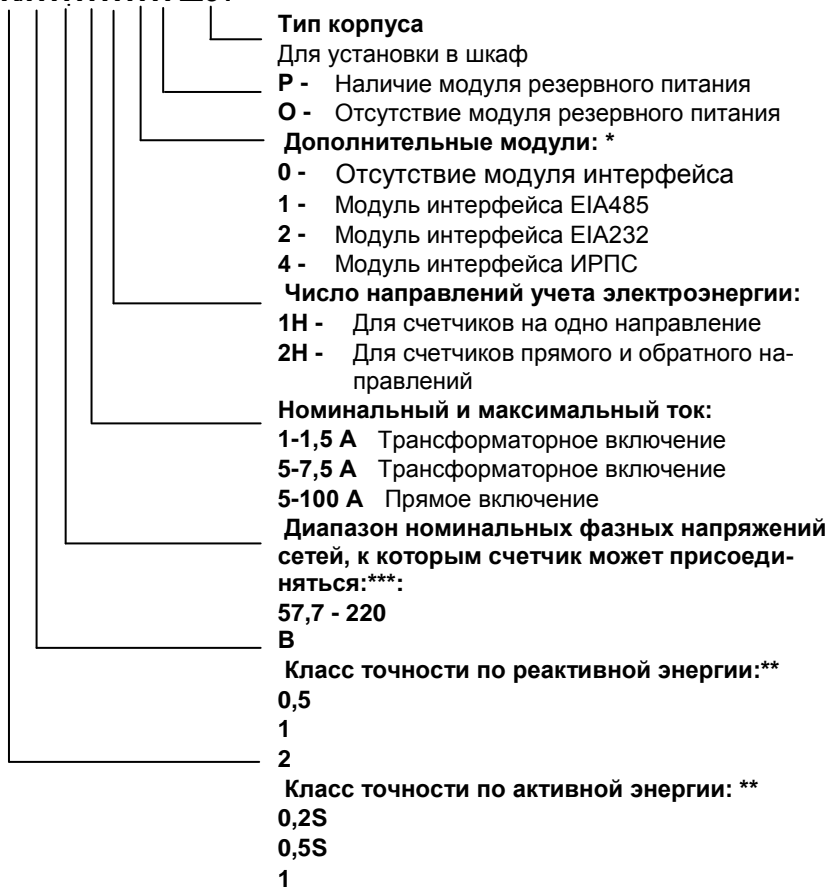 Тип корпуса
Для установки в шкаф
Р - Наличие модуля резервного питания
О - Отсутствие модуля резервного питания
Дополнительные модули: *
0 - Отсутствие модуля интерфейса
1 - Модуль интерфейса EIA485
2 - Модуль интерфейса EIA232
4 - Модуль интерфейса ИРПС
Число направлений учета электроэнергии:
1Н - Для счетчиков на одно направление
2Н - Для счетчиков прямого и обратного на-
правлений
Номинальный и максимальный ток:
1-1,5 А Трансформаторное включение
5-7,5 А Трансформаторное включение
5-100 А Прямое включение
Диапазон номинальных фазных напряжений
сетей, к которым счетчик может присоеди-
няться:***:
57,7 - 220
В
Класс точности по реактивной энергии:**
0,5
1
2
Класс точности по активной энергии: **
0,2S
0,5S
1